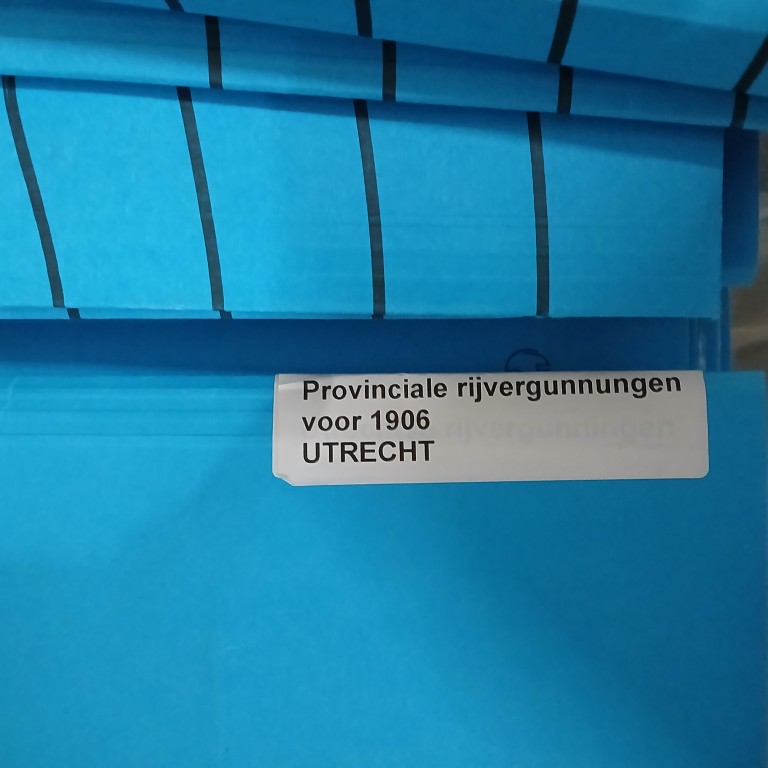 Provinciale rijvergunnungen
voor 1906
UTRECHT